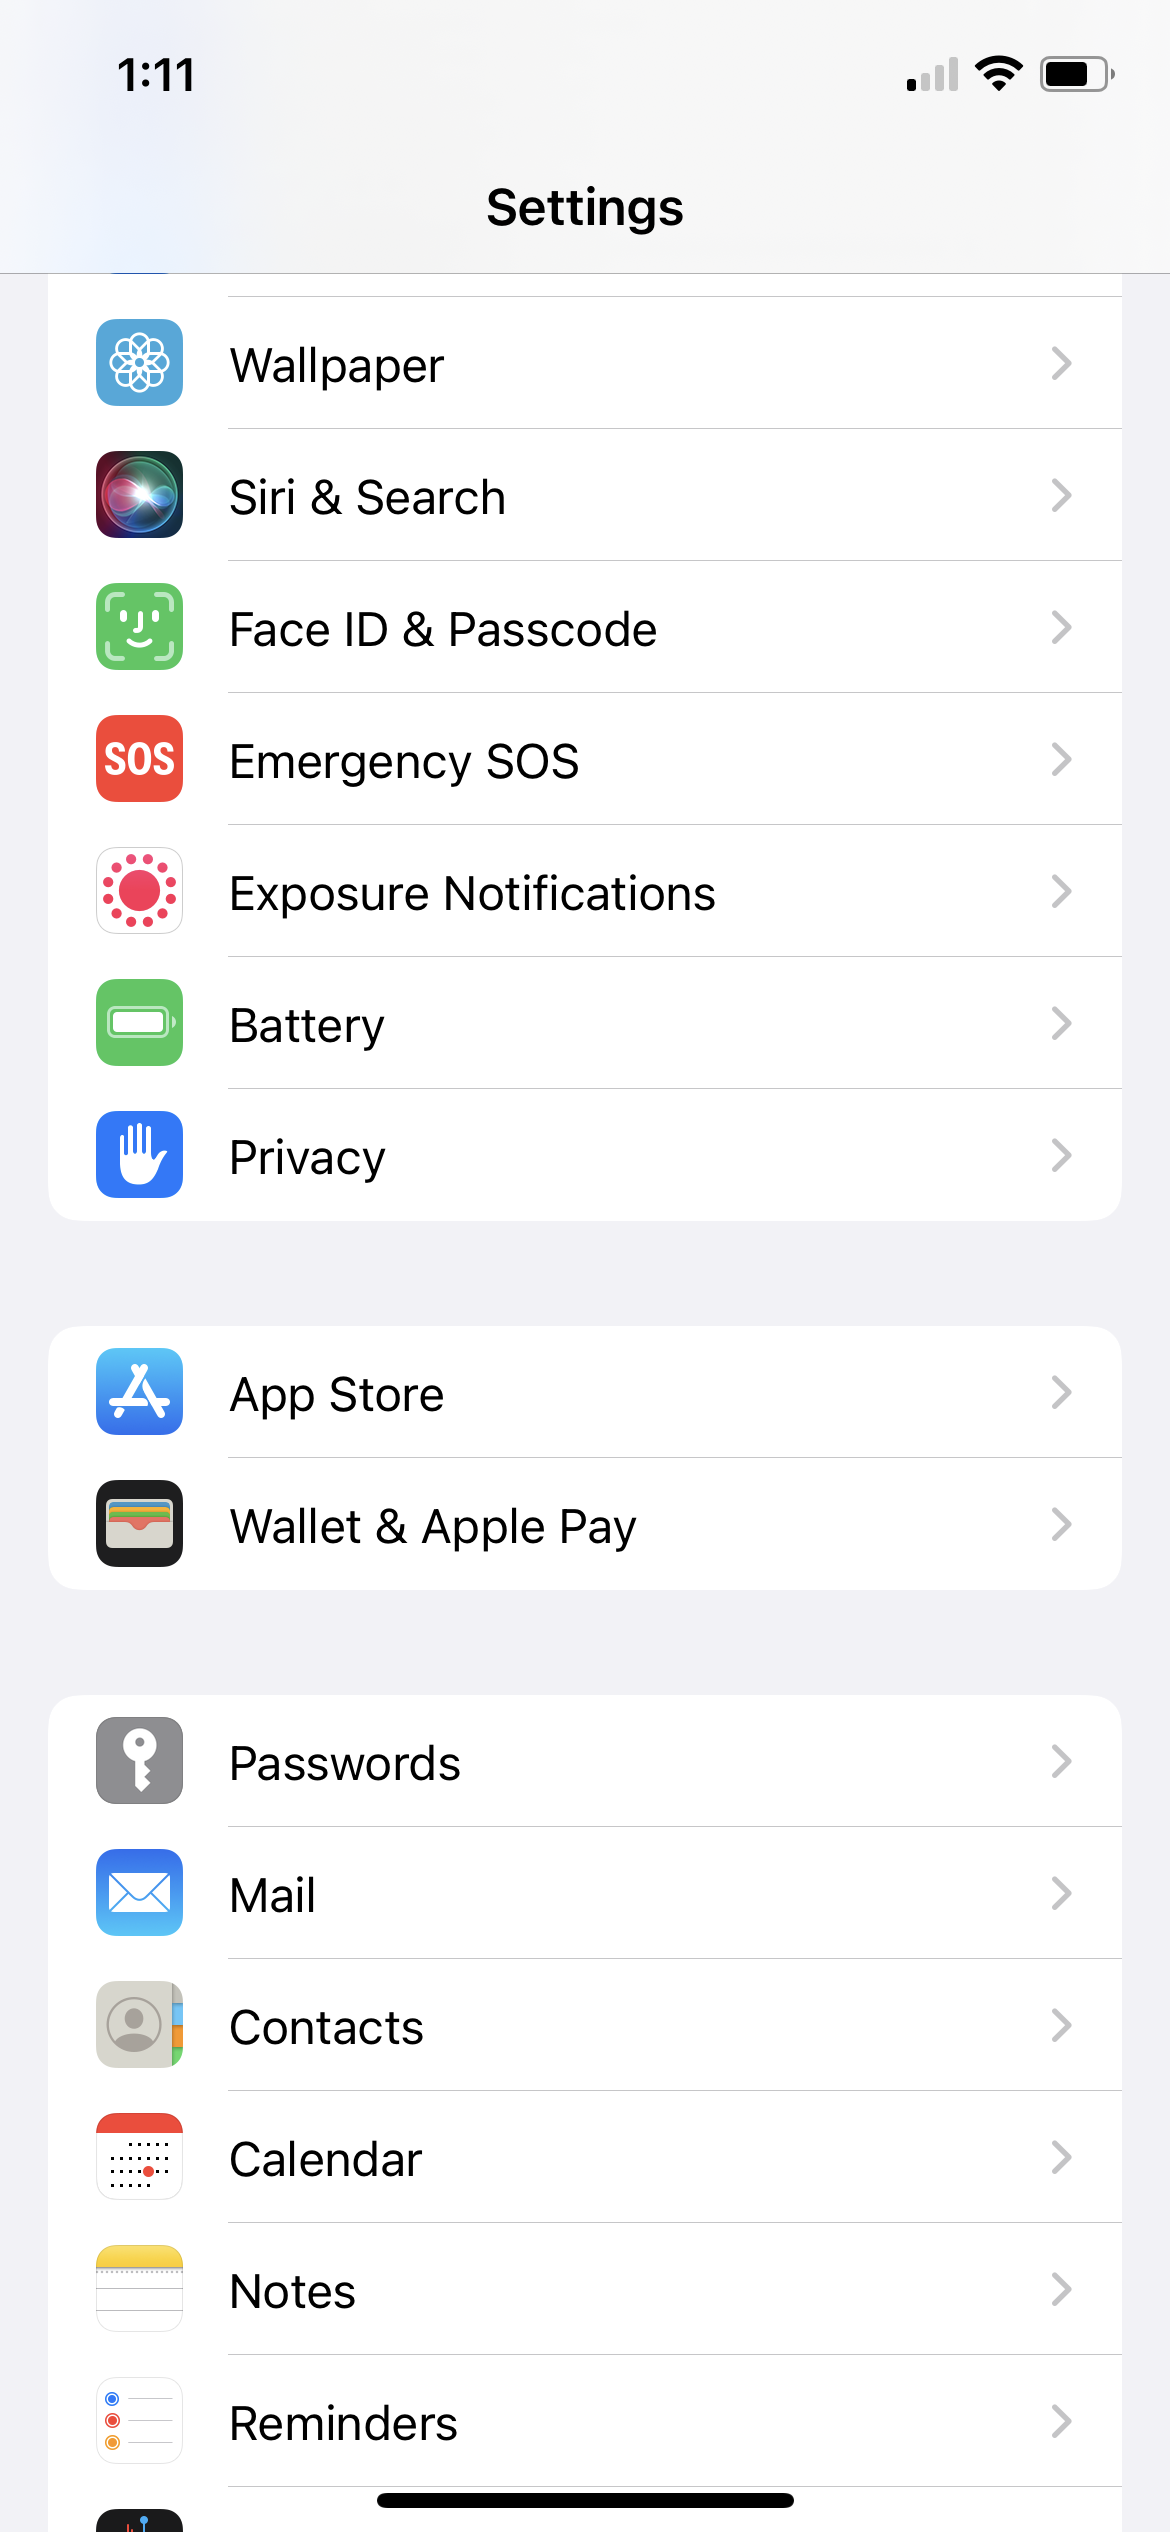 1:11
Settings
Wallpaper
Siri & Search
Face ID & Passcode
SOS
Emergency SOS
Exposure Notifications
Battery
Privacy
App Store
Wallet & Apple Pay
Passwords
Mail
Contacts
Calendar
Notes
Reminders